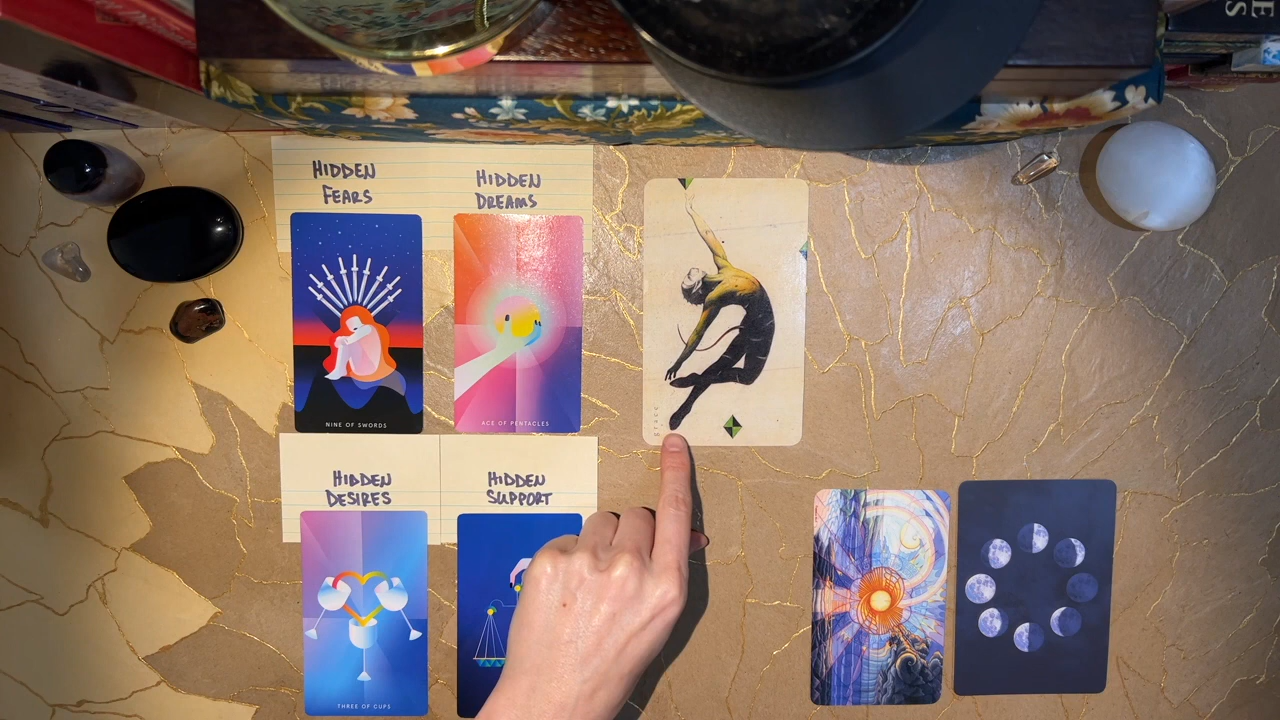 HIDDEN
FEARS
HIDDEN
DREAMS
NINE OF SWORDS
ACE OF PENTACLES
HIDDEN
DESIRES
HIDDEN
SUPPORT
THREE OF CUPS